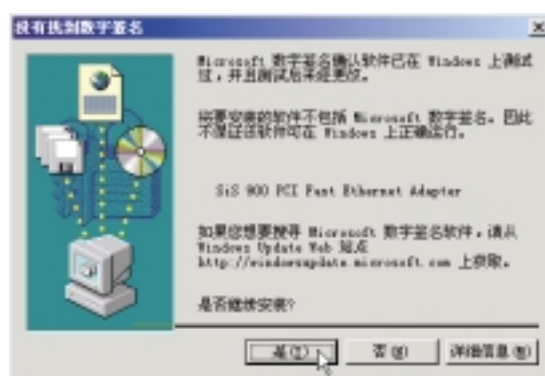 没有找到数字签名
Microsoft 数字签名确认软件已在 Windows 上测试
过，并且测试后未经更改。
将要安装的软件不包括 Microsoft 数字签名。因此
不保证该软件可在 Windows 上正确运行。
SiS 900 PCI Fast Ethernet Adapter
如果您想要搜寻 Microsoft 数字签名软件，请从
Windows Update Web 站点
http://windowsupdate.microsoft.com 上获取。
是否继续安装?
是(Y) 否(N) 详细信息(M)